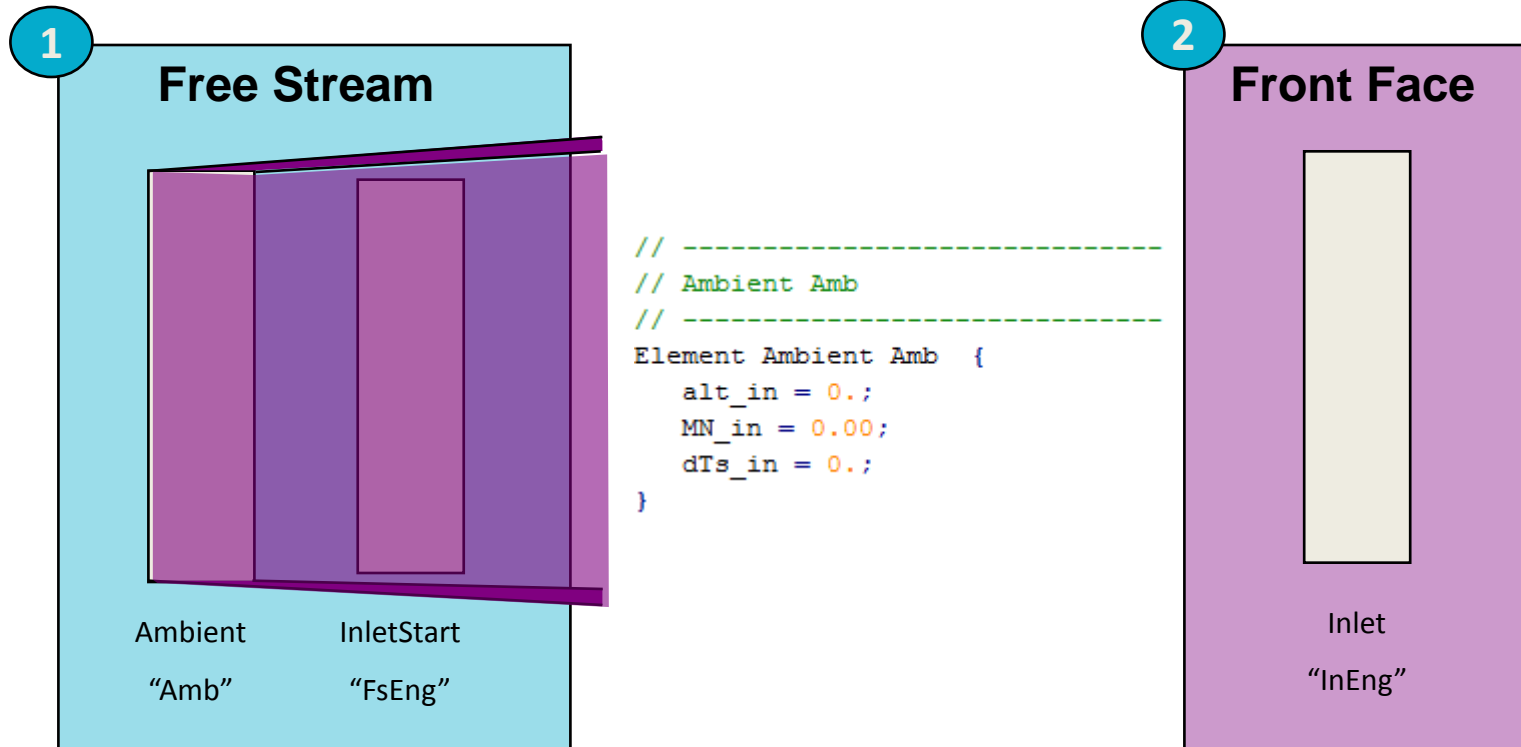 1
Free Stream
Ambient
“Amb”
InletStart
“FsEng”
// ------------------------------
// Ambient Amb
// ------------------------------
Element Ambient Amb  {
   alt_in = 0.;
   MN_in = 0.00;
   dTs_in = 0.;
}
2
Front Face
Inlet
“InEng”